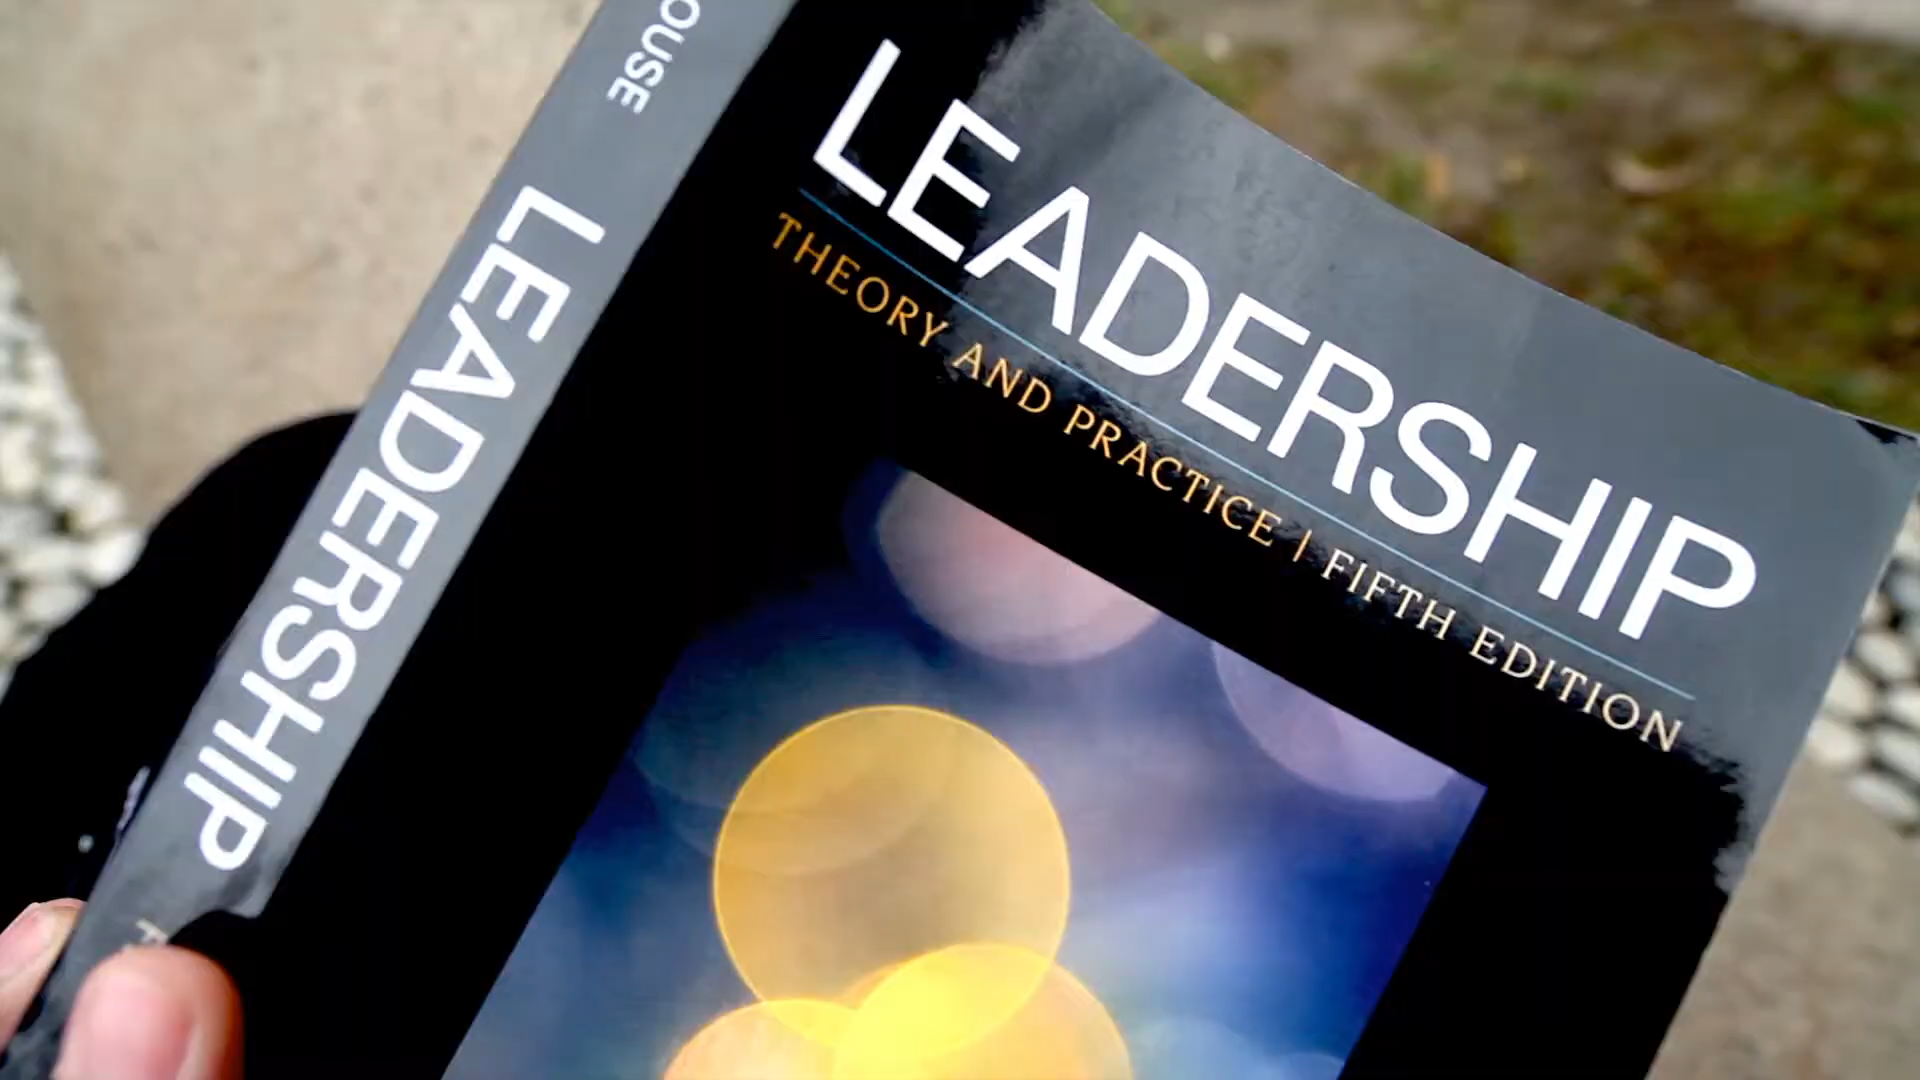 OUSE
LEADERSHIP
LEADERSHIP
THEORY AND PRACTICE | FIFTH EDITION